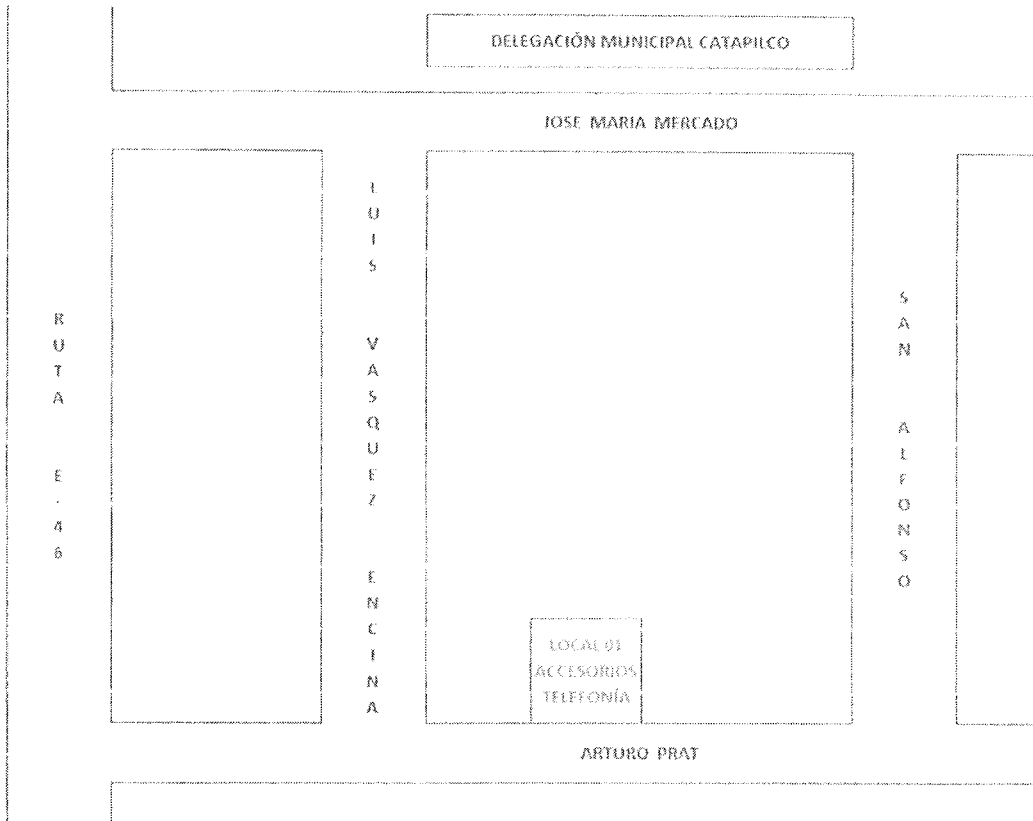 DELEGACIÓN MUNICIPAL CATAPILCO
JOSE MARIA MERCADO
LUIS VASQUEZ ENCINA
RUTA E-46
SAN ALFONSO
LOCAL 01
ACCESORIOS
TELEFONÍA
ARTURO PRAT